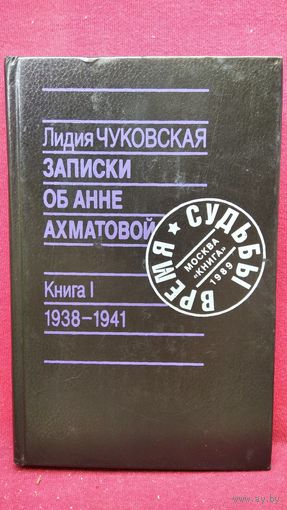 Лидия ЧУКОВСКАЯ
ЗАПИСКИ
ОБ АННЕ
АХМАТОВОЙ
Книга I
1938–1941
ВРЕМЯ ★ СУДЬБЫ
МОСКВА
«КНИГА»
1989
www.ay.by